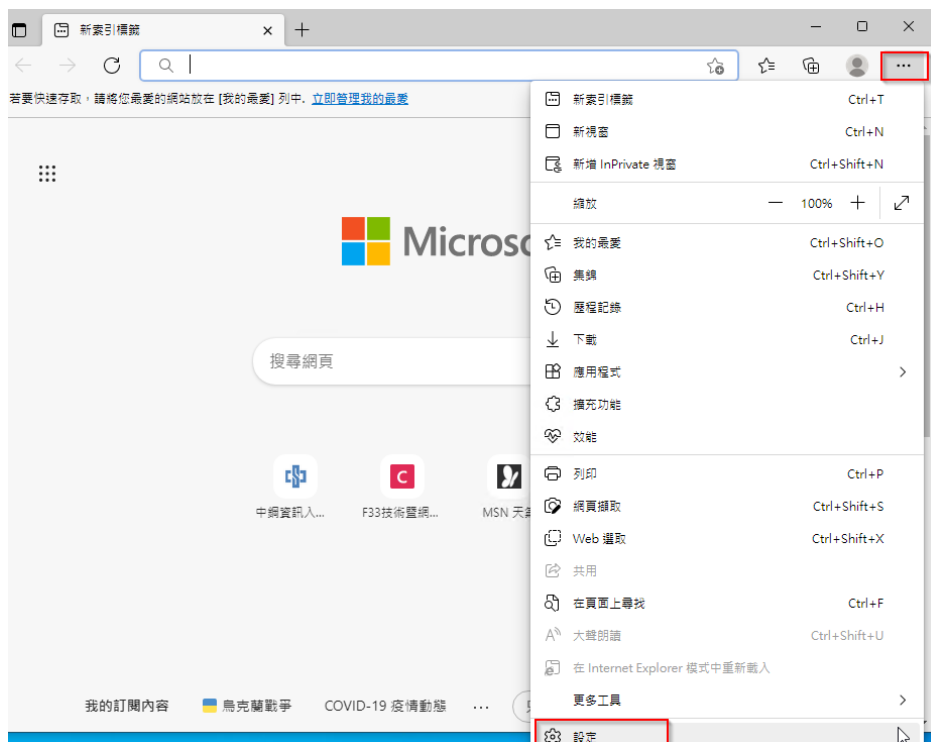 新索引標籤
若要快速存取，請將您最愛的網站放在 [我的最愛] 列中. 立即管理我的最愛
新索引標籤 Ctrl+T
新視窗 Ctrl+N
新增 InPrivate 視窗 Ctrl+Shift+N
縮放 100%
我的最愛 Ctrl+Shift+O
集錦 Ctrl+Shift+Y
歷程記錄 Ctrl+H
下載 Ctrl+J
應用程式
擴充功能
效能
列印 Ctrl+P
網頁擷取 Ctrl+Shift+S
Web 選取 Ctrl+Shift+X
共用
在頁面上尋找 Ctrl+F
大聲朗讀 Ctrl+Shift+U
在 Internet Explorer 模式中重新載入
更多工具
設定
Microso
搜尋網頁
中網資訊入... F33技術暨網... MSN 天
我的訂閱內容 烏克蘭戰爭 COVID-19 疫情動態 ...